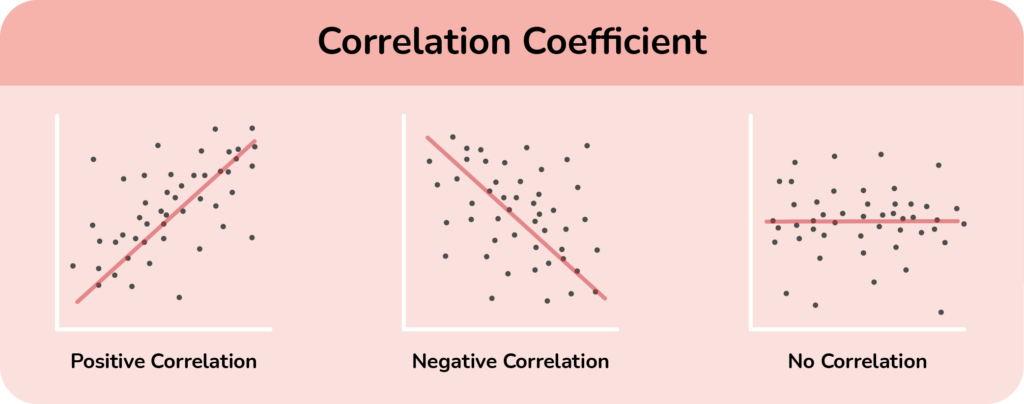 Correlation Coefficient
Positive Correlation
Negative Correlation
No Correlation